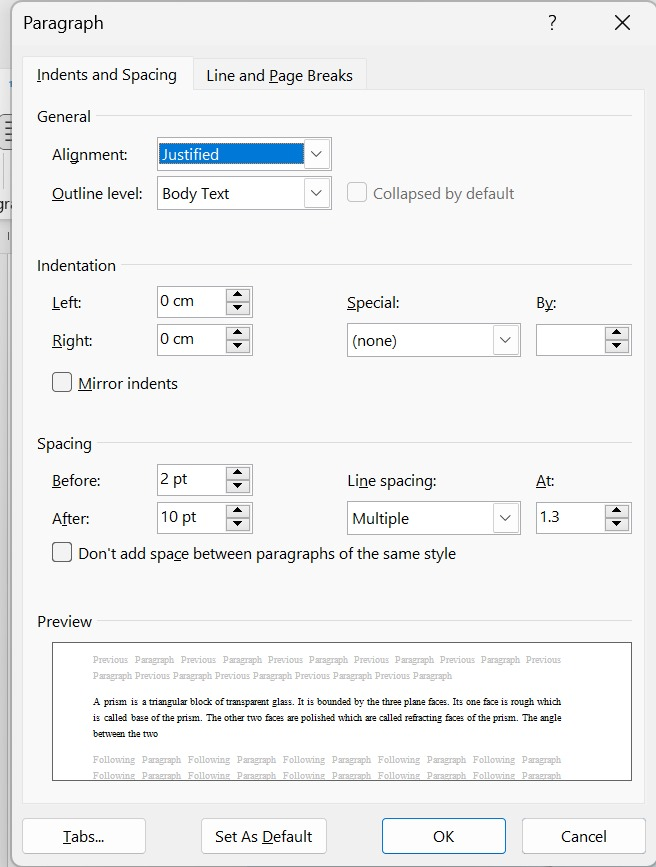 Paragraph ?
Indents and Spacing Line and Page Breaks
General
Alignment: Justified
Outline level: Body Text Collapsed by default
Indentation
Left: 0 cm Special: By:
Right: 0 cm (none)
Mirror indents
Spacing
Before: 2 pt Line spacing: At:
After: 10 pt Multiple 1.3
Don't add space between paragraphs of the same style
Preview
Previous Paragraph Previous Paragraph Previous Paragraph Previous Paragraph Previous Paragraph Previous
Paragraph Previous Paragraph Previous Paragraph Previous Paragraph Previous Paragraph
A prism is a triangular block of transparent glass. It is bounded by the three plane faces. Its one face is rough which
is called base of the prism. The other two faces are polished which are called refracting faces of the prism. The angle
between the two
Following Paragraph Following Paragraph Following Paragraph Following Paragraph Following Paragraph
Following Paragraph Following Paragraph Following Paragraph Following Paragraph Following Paragraph
Tabs... Set As Default OK Cancel